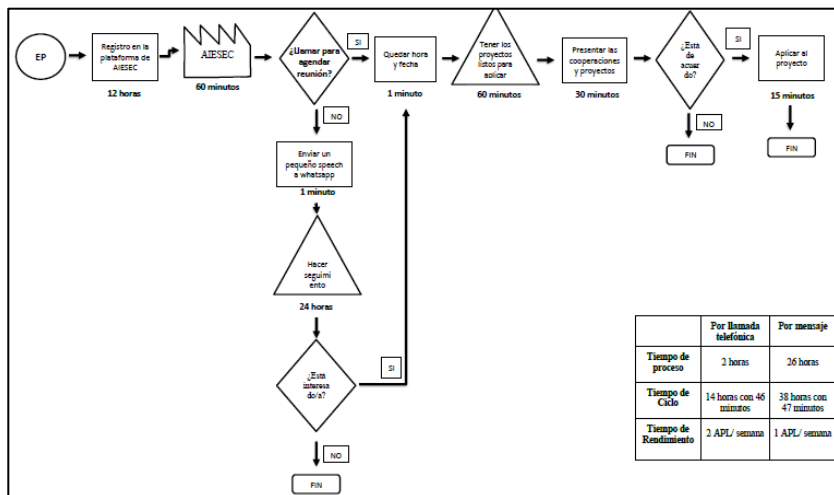 EP
Registro en la
plataforma de
AIESEC
12 horas
AIESEC
60 minutos
¿Llamar para
agendar
reunión?
SI
Quedar hora
y fecha
1 minuto
Tener los
proyectos
listos para
aplicar
60 minutos
Presentar las
cooperaciones y
proyectos
30 minutos
¿Está
de
acuer
do?
SI
Aplicar al
proyecto
15 minutos
NO
FIN
FIN
NO
Enviar un
pequeño speech
a whatsapp
1 minuto
Hacer
seguimi
ento
24 horas
¿Está
interesa
do/a?
SI
NO
FIN
Por llamada
telefónica
Por mensaje
Tiempo de
proceso
2 horas
26 horas
Tiempo de
Ciclo
14 horas con 46
minutos
38 horas con
47 minutos
Tiempo de
Rendimiento
2 APL/ semana
1 APL/ semana